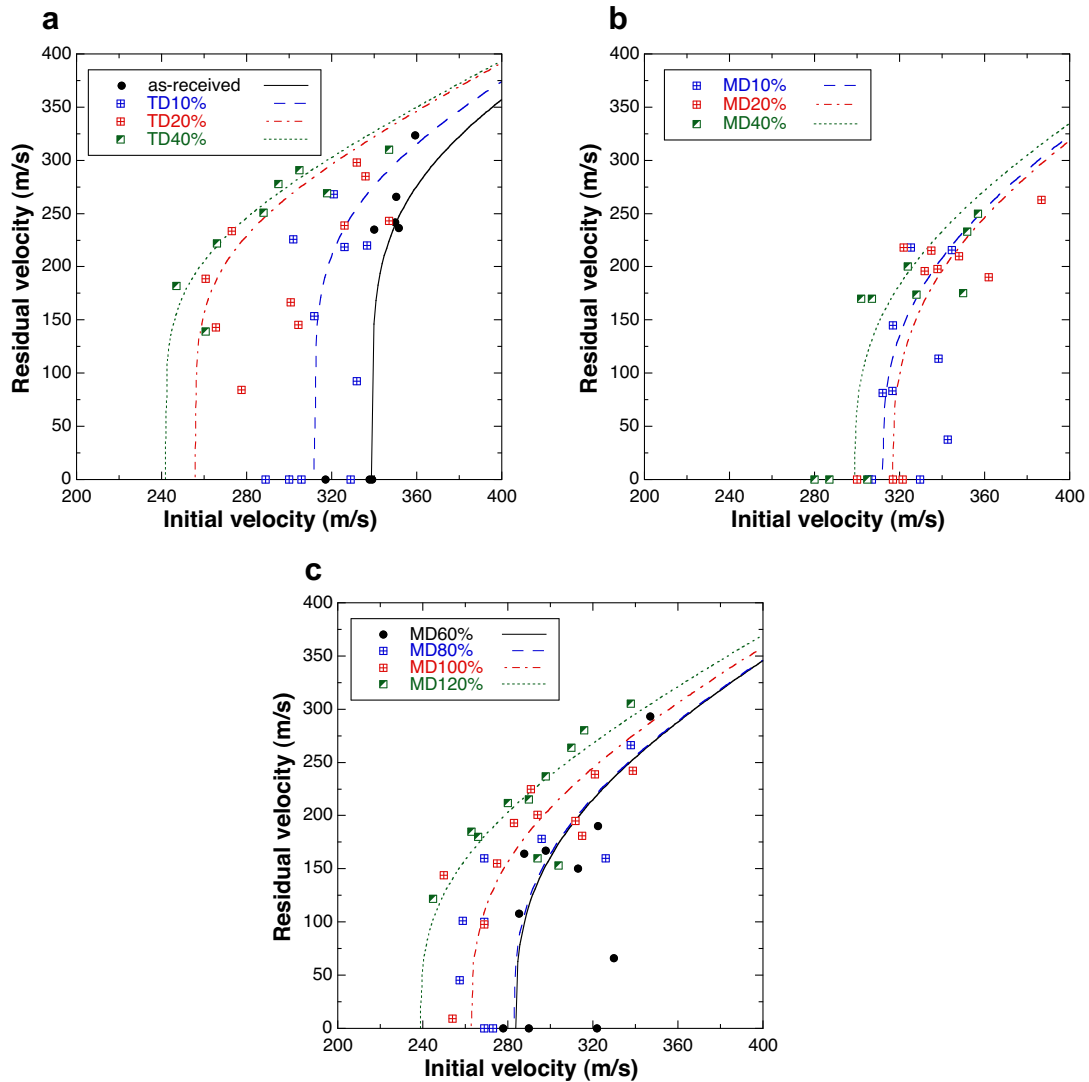 a
400
350
300
250
200
150
100
50
0
Residual velocity (m/s)
as-received
TD10%
TD20%
TD40%
200 240 280 320 360 400
Initial velocity (m/s)
b
400
350
300
250
200
150
100
50
0
Residual velocity (m/s)
MD10%
MD20%
MD40%
200 240 280 320 360 400
Initial velocity (m/s)
c
400
350
300
250
200
150
100
50
0
Residual velocity (m/s)
MD60%
MD80%
MD100%
MD120%
200 240 280 320 360 400
Initial velocity (m/s)